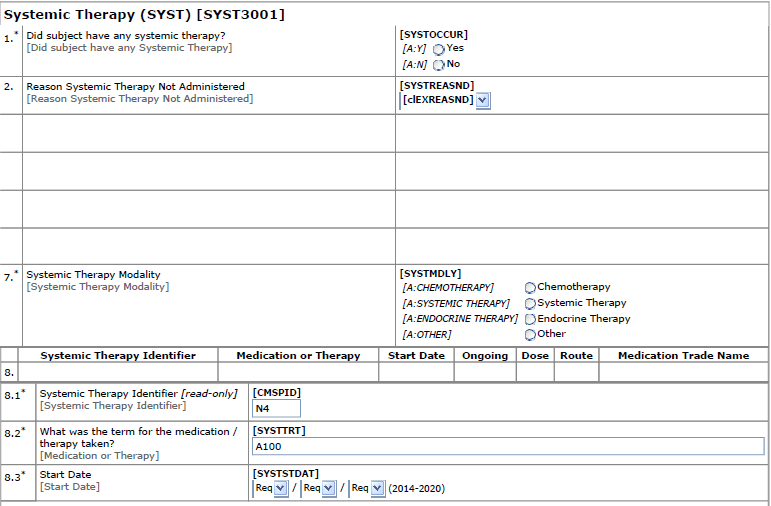 Systemic Therapy (SYST) [SYST3001]
1.* Did subject have any systemic therapy? [SYSTOCCUR]
[Did subject have any Systemic Therapy] [A:Y] Yes
[A:N] No
2. Reason Systemic Therapy Not Administered [SYSTREASND]
[Reason Systemic Therapy Not Administered] [clEXREASND]
7.* Systemic Therapy Modality [SYSTMDLY]
[Systemic Therapy Modality] [A:CHEMOTHERAPY] Chemotherapy
[A:SYSTEMIC THERAPY] Systemic Therapy
[A:ENDOCRINE THERAPY] Endocrine Therapy
[A:OTHER] Other
Systemic Therapy Identifier Medication or Therapy Start Date Ongoing Dose Route Medication Trade Name
8.
8.1* Systemic Therapy Identifier [read-only] [CMSPID]
[Systemic Therapy Identifier] N4
8.2* What was the term for the medication / [SYSTTRT]
therapy taken? A100
[Medication or Therapy]
8.3* Start Date [SYSTSTDAT]
[Start Date] Req / Req / Req (2014-2020)